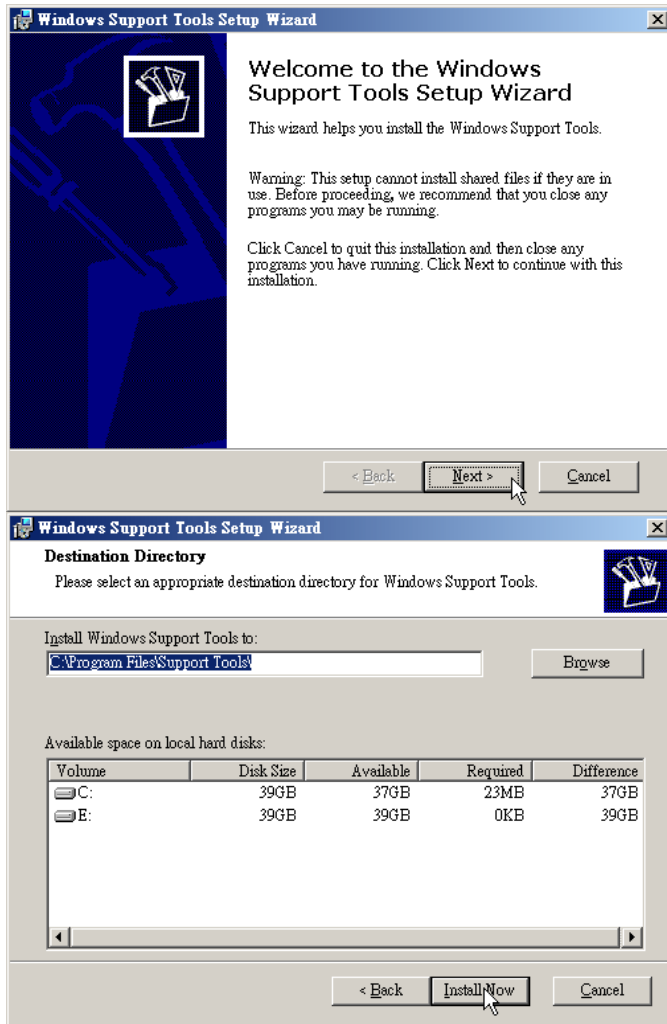 Windows Support Tools Setup Wizard
Welcome to the Windows
Support Tools Setup Wizard
This wizard helps you install the Windows Support Tools.
Warning: This setup cannot install shared files if they are in
use. Before proceeding, we recommend that you close any
programs you may be running.
Click Cancel to quit this installation and then close any
programs you have running. Click Next to continue with this
installation.
< Back Next > Cancel
Windows Support Tools Setup Wizard
Destination Directory
Please select an appropriate destination directory for Windows Support Tools.
Install Windows Support Tools to:
C:\Program Files\Support Tools\ Browse
Available space on local hard disks:
Volume Disk Size Available Required Difference
C: 39GB 37GB 23MB 37GB
E: 39GB 39GB 0KB 39GB
< Back Install Now Cancel